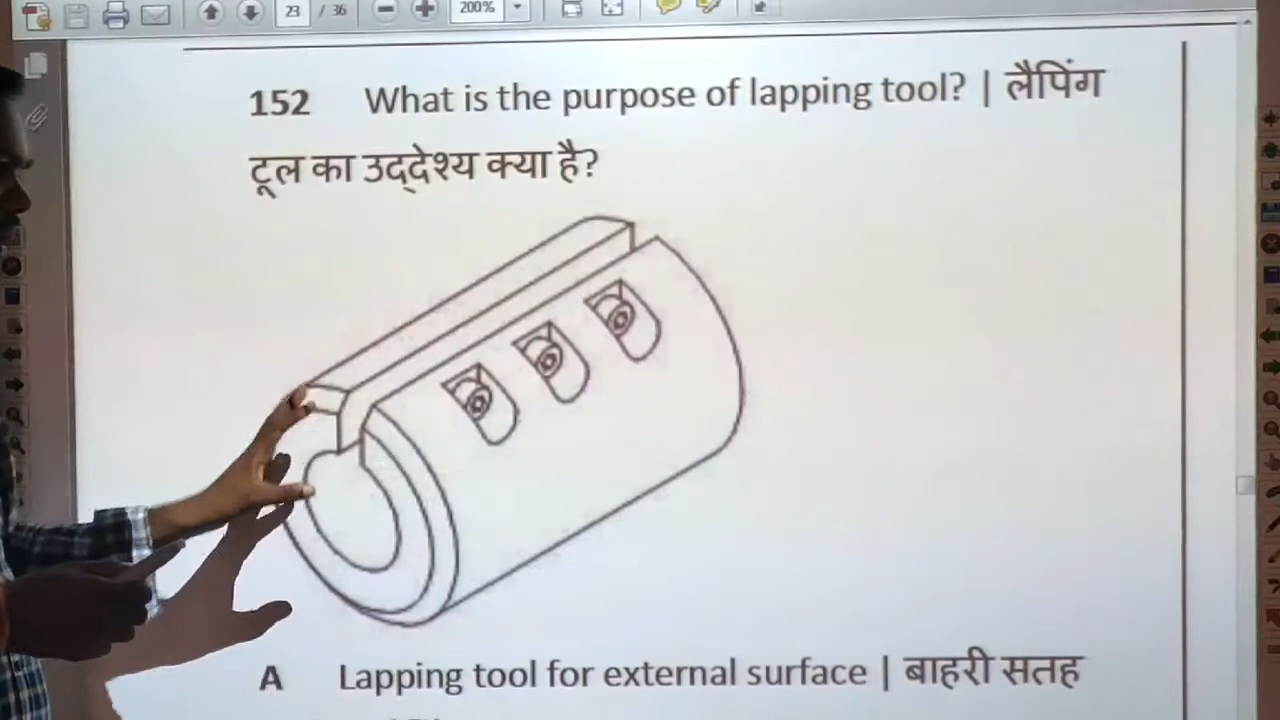 23 / 36
200%
152 What is the purpose of lapping tool? | लैपिंग
टूल का उद्देश्य क्या है?
A Lapping tool for external surface | बाहरी सतह